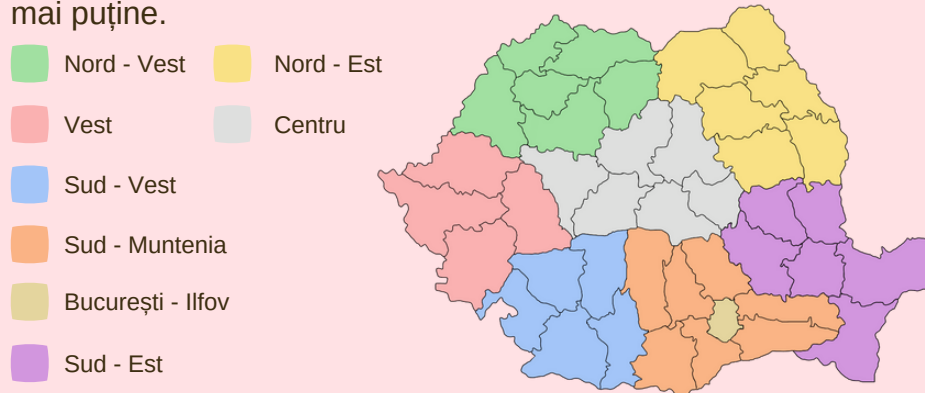 mai puține.
Nord - Vest
Nord - Est
Vest
Centru
Sud - Vest
Sud - Muntenia
București - Ilfov
Sud - Est